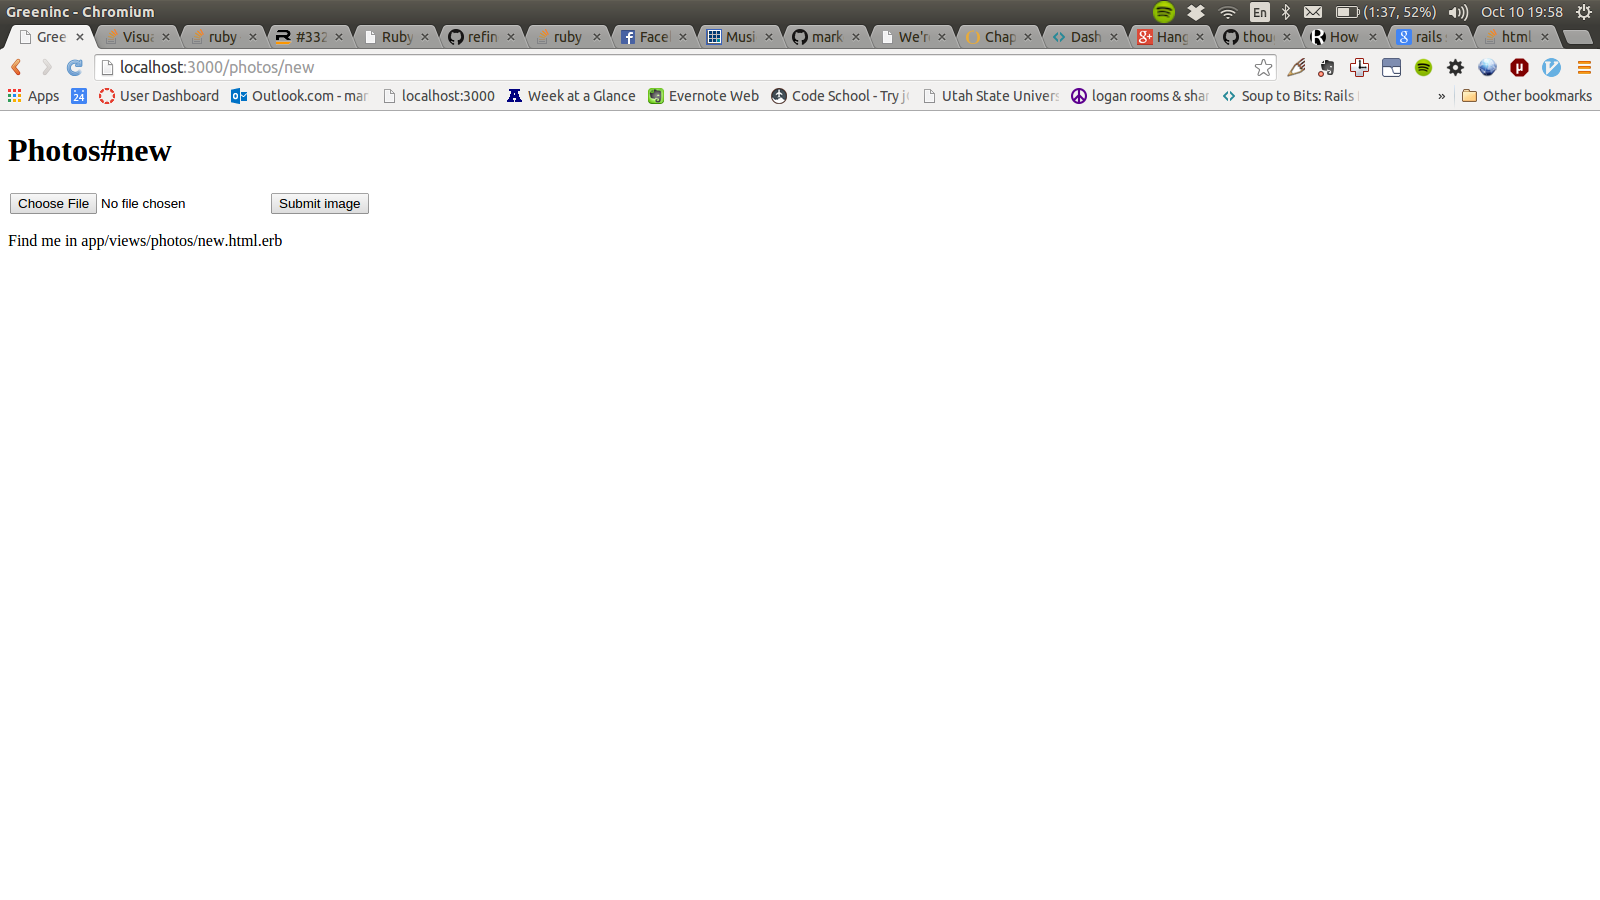 Greeninc - Chromium
En
(1:37, 52%)
Oct 10 19:58
Gree
Visua
ruby
#332
Ruby
refin
ruby
Face
Musi
mark
We'r
Chap
Dash
Hang
thou
How
rails
html
localhost:3000/photos/new
Apps
24
User Dashboard
Outlook.com - mar
localhost:3000
Week at a Glance
Evernote Web
Code School - Try j
Utah State Univers
logan rooms & shar
Soup to Bits: Rails
»
Other bookmarks
Photos#new
Choose File No file chosen
Submit image
Find me in app/views/photos/new.html.erb